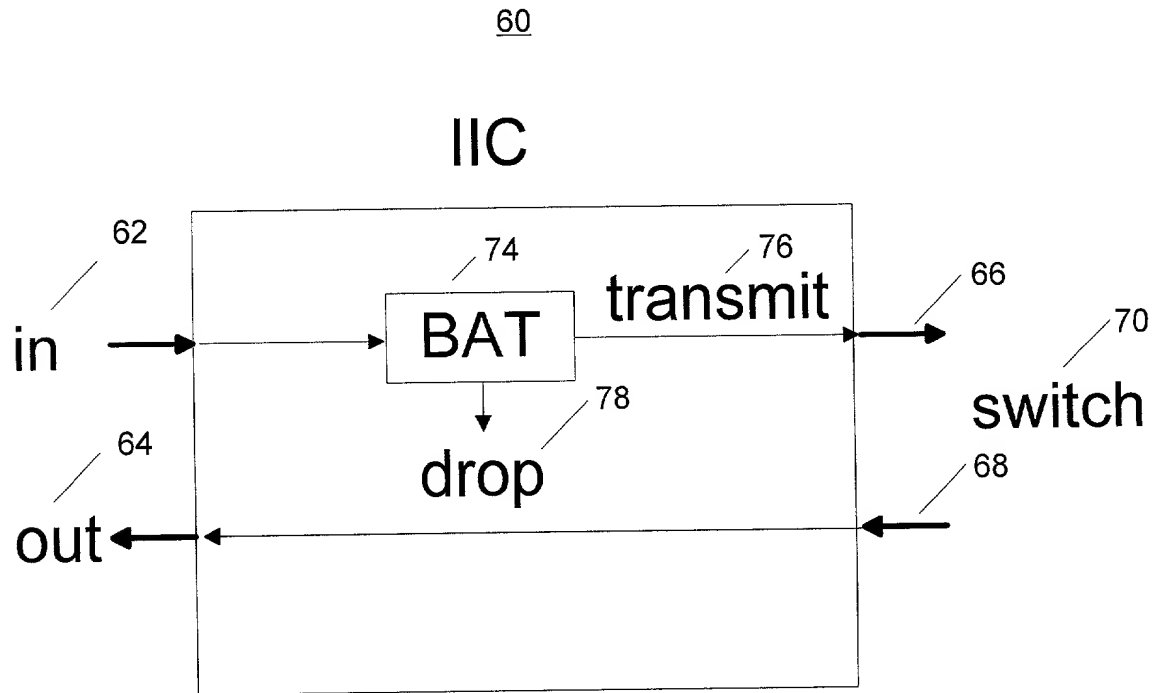 60
IIC
62
74
76
66
in
BAT
transmit
70
switch
64
78
drop
68
out